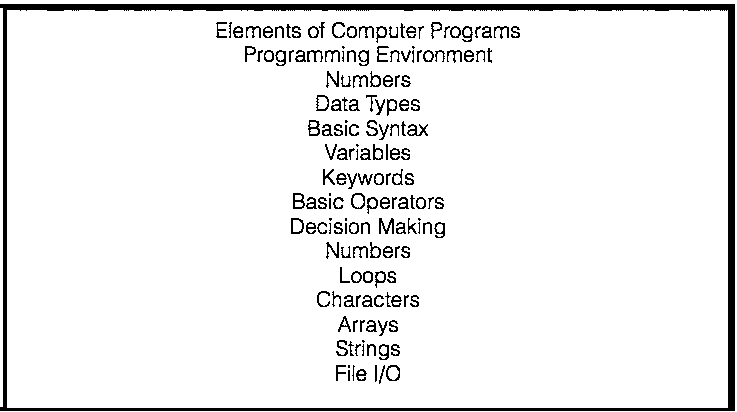 Elements of Computer Programs
Programming Environment
Numbers
Data Types
Basic Syntax
Variables
Keywords
Basic Operators
Decision Making
Numbers
Loops
Characters
Arrays
Strings
File I/O